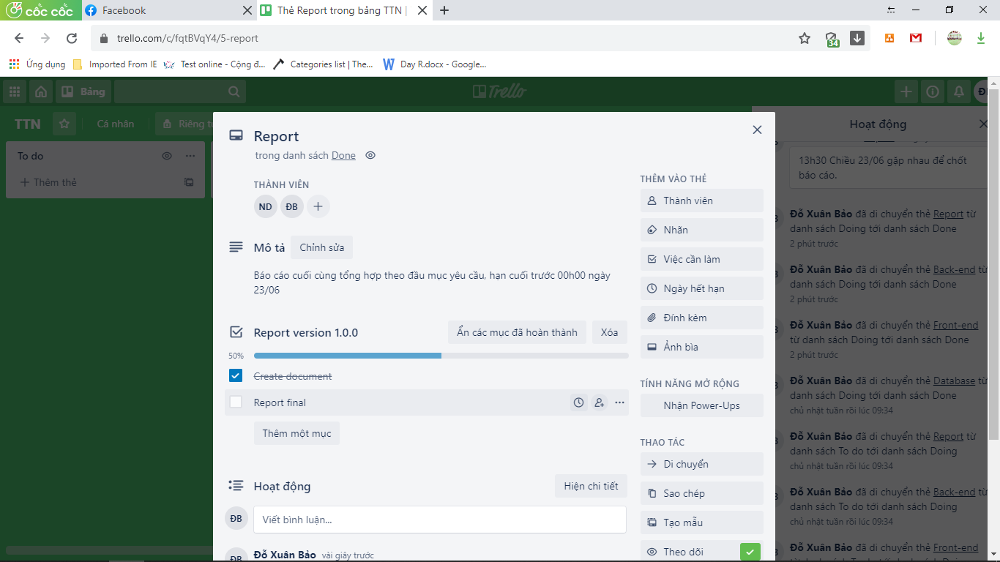 cốc cốc
Facebook
Thẻ Report trong bảng TTN |
trello.com/c/fqtBVqY4/5-report
34
Ứng dụng
Imported From IE
Test online - Cộng đ...
Categories list | The...
Day R.docx - Google...
Bảng
Trello
TTN
Cá nhân
Riêng t
To do
Thêm thẻ
Report
trong danh sách Done
THÀNH VIÊN
ND
ĐB
Mô tả
Chỉnh sửa
Báo cáo cuối cùng tổng hợp theo đầu mục yêu cầu, hạn cuối trước 00h00 ngày
23/06
Report version 1.0.0
Ẩn các mục đã hoàn thành
Xóa
50%
Create document
Report final
Thêm một mục
Hoạt động
Hiện chi tiết
ĐB
Viết bình luận...
ĐB
Đỗ Xuân Bảo vài giây trước
THÊM VÀO THẺ
Thành viên
Nhãn
Việc cần làm
Ngày hết hạn
Đính kèm
Ảnh bìa
TÍNH NĂNG MỞ RỘNG
Nhận Power-Ups
THAO TÁC
Di chuyển
Sao chép
Tạo mẫu
Theo dõi
Hoạt động
13h30 Chiều 23/06 gặp nhau để chốt
báo cáo.
Đỗ Xuân Bảo đã di chuyển thẻ Report từ
danh sách Doing tới danh sách Done
2 phút trước
Đỗ Xuân Bảo đã di chuyển thẻ Back-end từ
danh sách Doing tới danh sách Done
2 phút trước
Đỗ Xuân Bảo đã di chuyển thẻ Front-end
từ danh sách Doing tới danh sách Done
2 phút trước
Đỗ Xuân Bảo đã di chuyển thẻ Database từ
danh sách Doing tới danh sách Done
chủ nhật tuần rồi lúc 09:34
Đỗ Xuân Bảo đã di chuyển thẻ Report từ
danh sách To do tới danh sách Doing
chủ nhật tuần rồi lúc 09:34
Đỗ Xuân Bảo đã di chuyển thẻ Back-end từ
danh sách To do tới danh sách Doing
chủ nhật tuần rồi lúc 09:34
Đỗ Xuân Bảo đã di chuyển thẻ Front-end